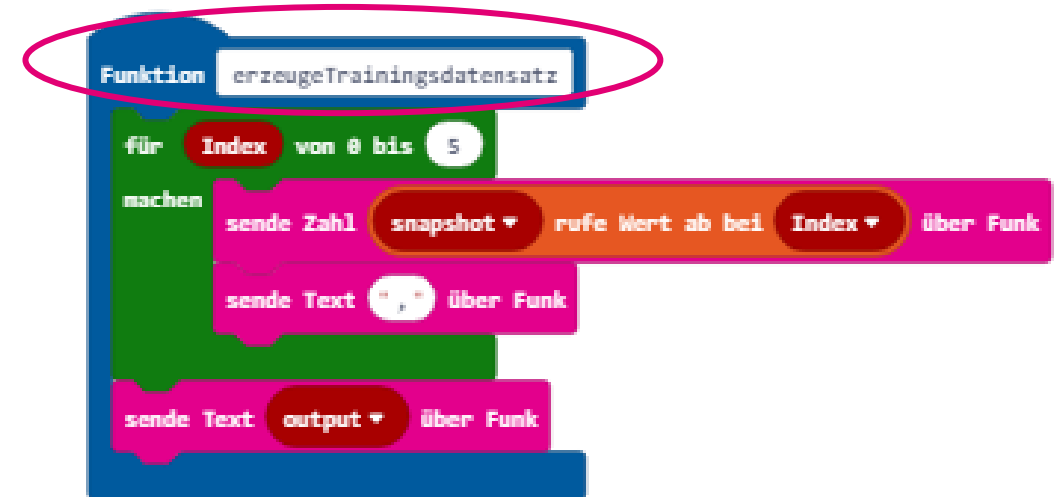 Funktion erzeugeTrainingsdatensatz
für Index von 0 bis 5
machen
sende Zahl snapshot rufe Wert ab bei Index über Funk
sende Text "," über Funk
sende Text output über Funk